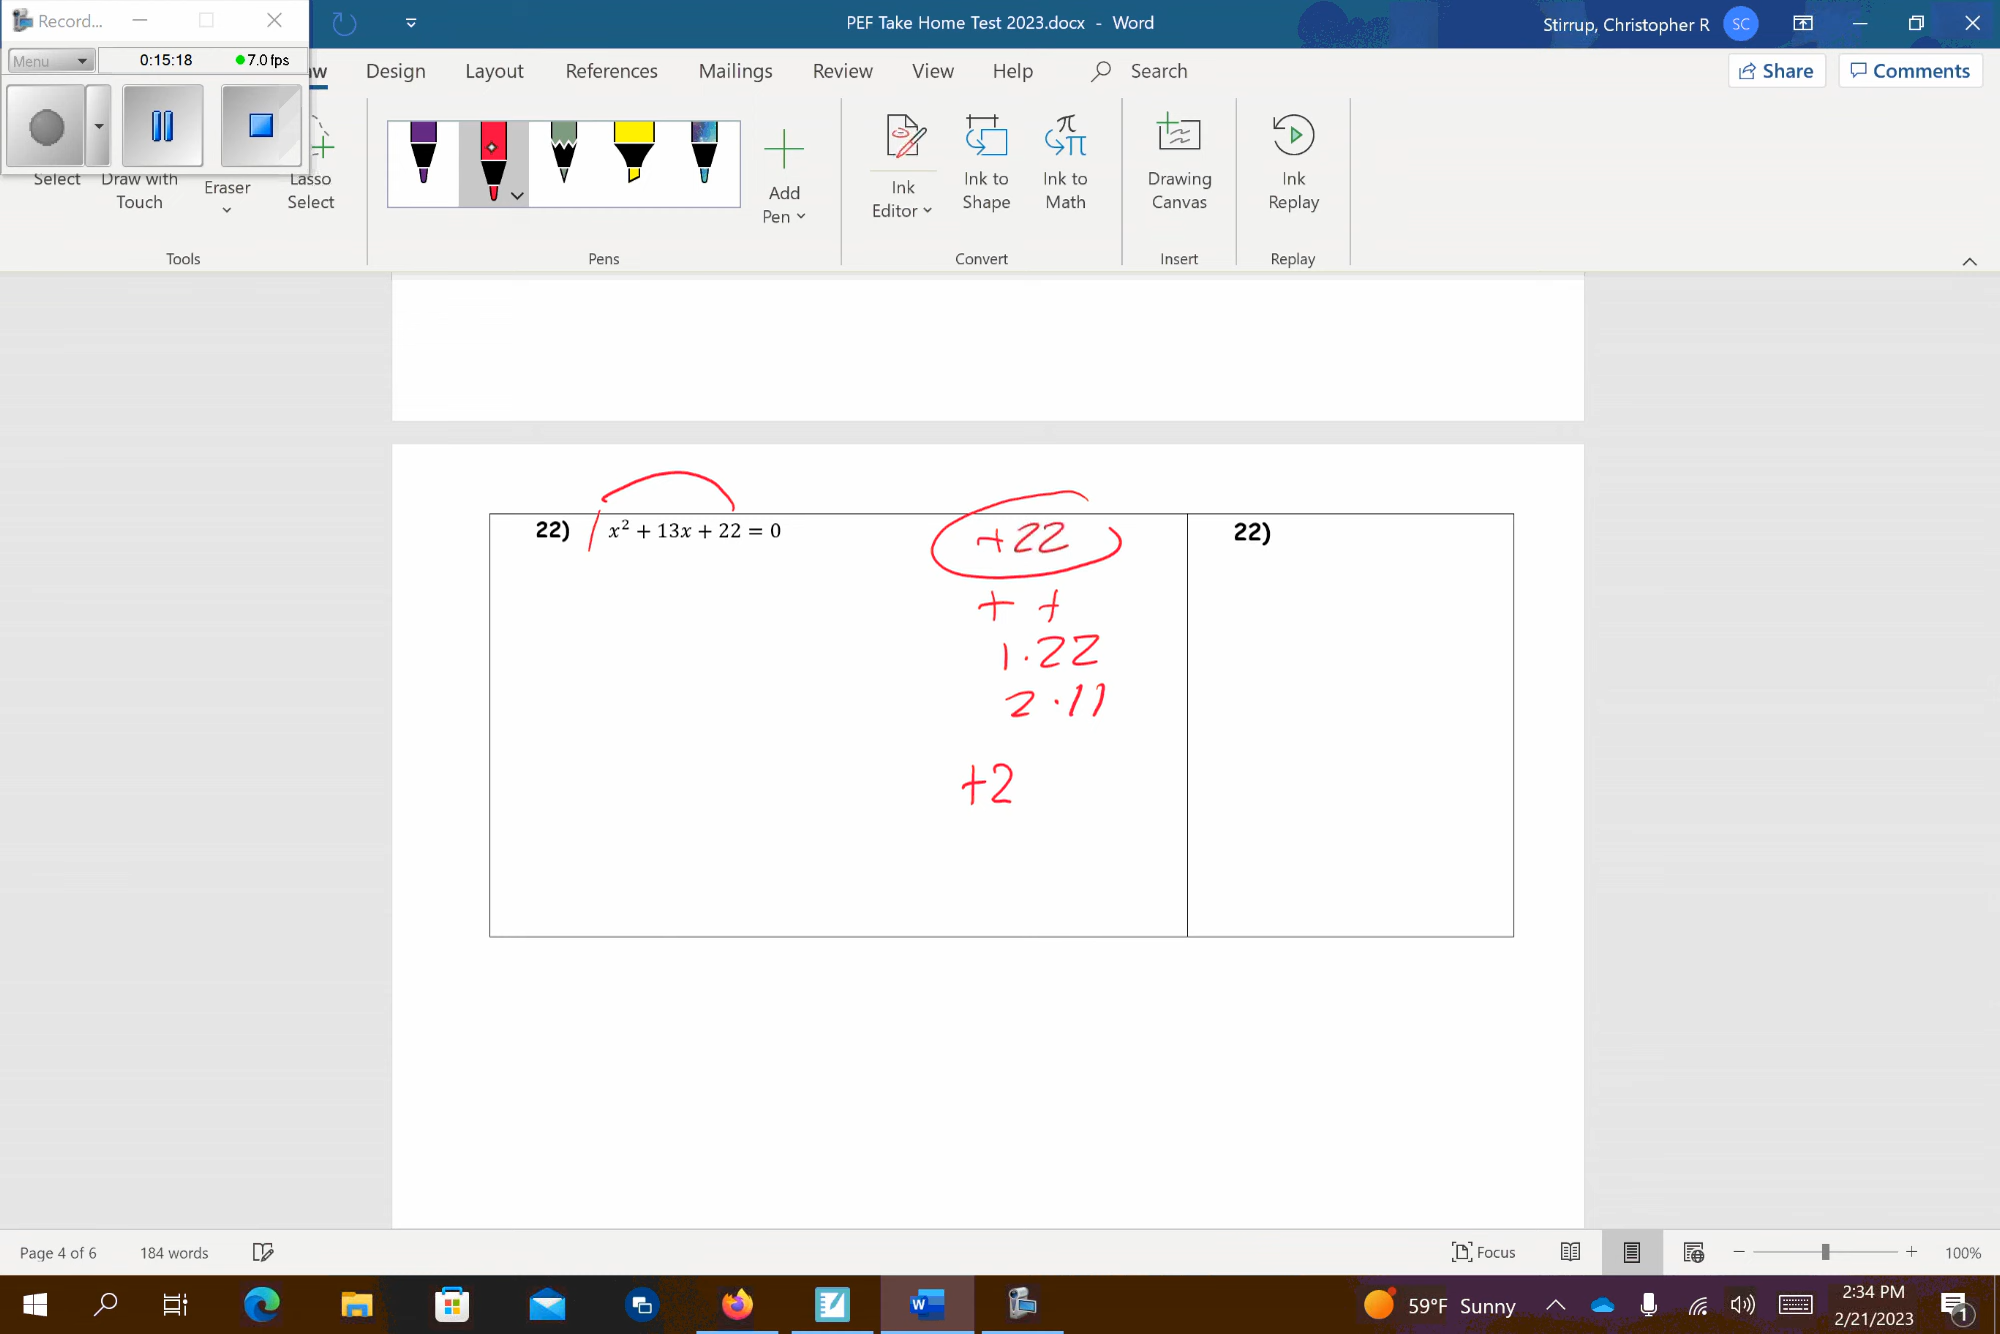 Record...
PEF Take Home Test 2023.docx - Word
Stirrup, Christopher R
SC
Menu
0:15:18
7.0 fps
aw
Design
Layout
References
Mailings
Review
View
Help
Search
Share
Comments
Select
Draw with Touch
Eraser
Lasso Select
Add Pen
Ink Editor
Ink to Shape
Ink to Math
Drawing Canvas
Ink Replay
Tools
Pens
Convert
Insert
Replay
22) / x² + 13x + 22 = 0
+22
+ +
1·22
2·11
+2
22)
Page 4 of 6
184 words
Focus
100%
59°F Sunny
2:34 PM
2/21/2023
1